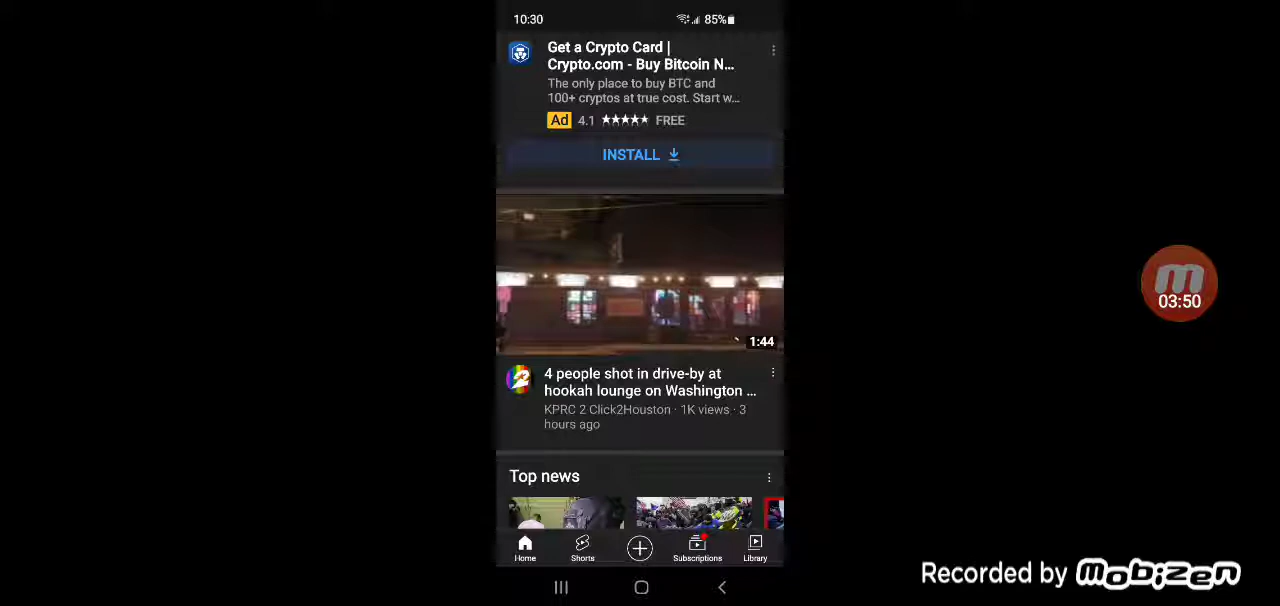 10:30
85%
Get a Crypto Card |
Crypto.com - Buy Bitcoin N...
The only place to buy BTC and
100+ cryptos at true cost. Start w...
Ad 4.1 ★★★★★ FREE
INSTALL
1:44
4 people shot in drive-by at
hookah lounge on Washington ...
KPRC 2 Click2Houston · 1K views · 3
hours ago
Top news
Home
Shorts
Subscriptions
Library
03:50
Recorded by mobizen